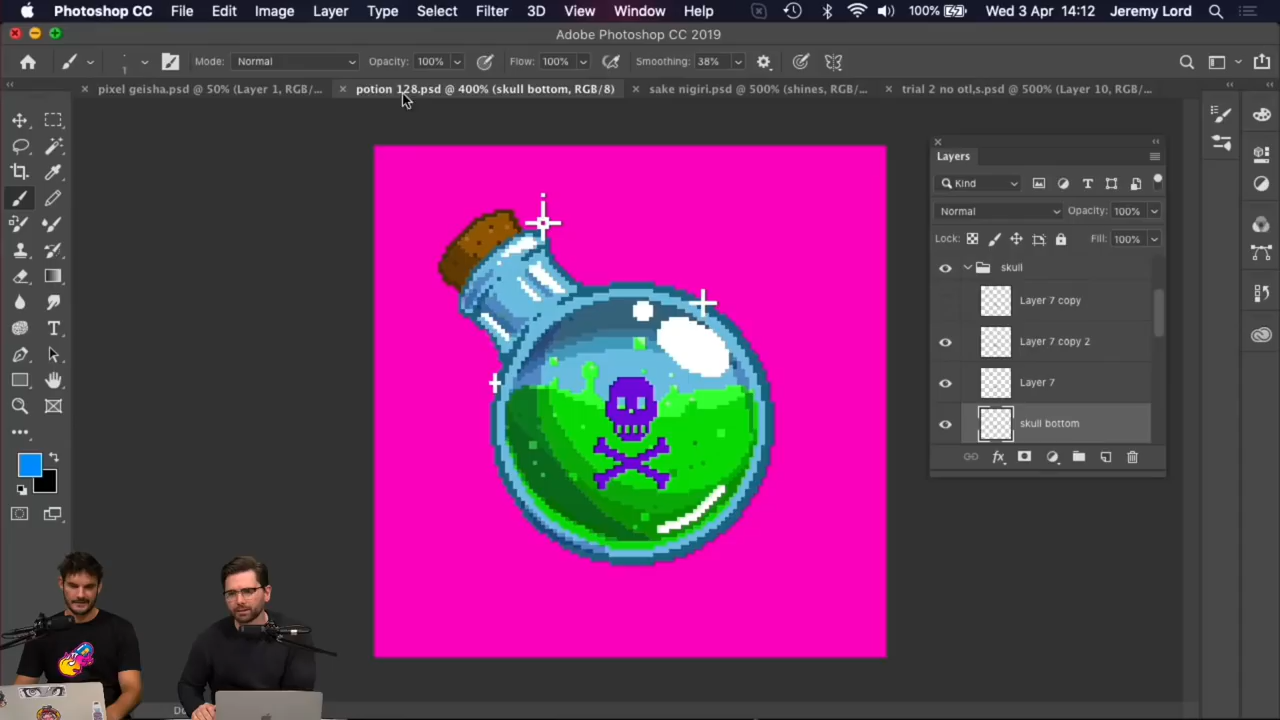 Photoshop CC File Edit Image Layer Type Select Filter 3D View Window Help 100% Wed 3 Apr 14:12 Jeremy Lord
Adobe Photoshop CC 2019
Mode: Normal Opacity: 100% Flow: 100% Smoothing: 38%
pixel geisha.psd @ 50% (Layer 1, RGB/... potion 128.psd @ 400% (skull bottom, RGB/8) sake nigiri.psd @ 500% (shines, RGB/... trial 2 no otl,s.psd @ 500% (Layer 10, RGB/...
Layers
Kind
Normal Opacity: 100%
Lock: Fill: 100%
skull
Layer 7 copy
Layer 7 copy 2
Layer 7
skull bottom
fx